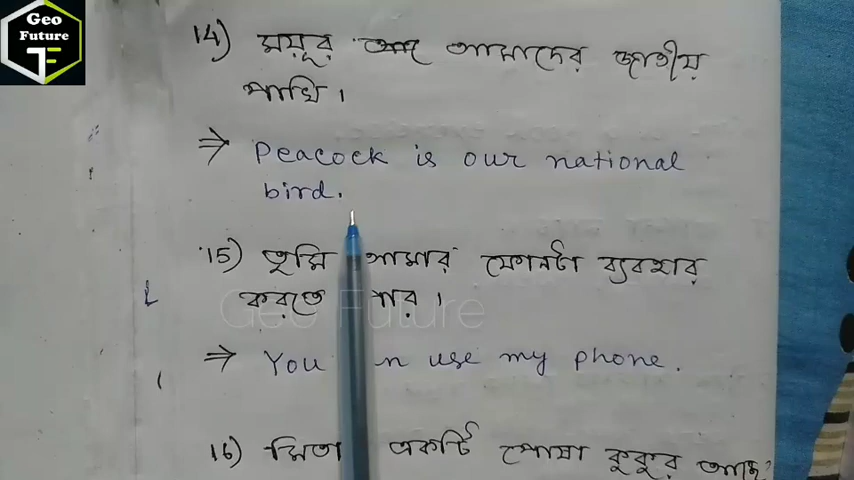 Geo
Future
14) ময়ূর আমাদের জাতীয়
পাখি।
⇒ Peacock is our national
bird.
15) তুমি আমার ফোনটা ব্যবহার
করতে পার।
Geo Future
⇒ You use my phone.
16) মিতা একটি পোষা কুকুর আছে